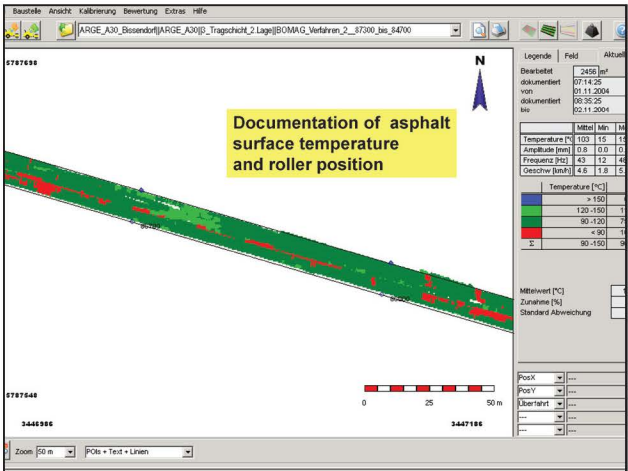 Baustelle Ansicht Kalibrierung Bewertung Extras Hilfe
ARGE_A30_Bissendorf||ARGE_A30||3_Tragschicht_2.Lage||BOMAG_Verfahren_2__87300_bis_84700
5787698
N
Documentation of asphalt
surface temperature
and roller position
86700
86600
0 25 50 m
5787548
3446986 3447186
Zoom 50 m POIs + Text + Linien
Legende Feld
Bearbeitet 2456 m²
dokumentiert 07:14:25
von 01.11.2004
dokumentiert 08:35:25
bis 02.11.2004
Mittel Min
Temperature [°C 103 15
Amplitude [mm] 0.8 0.0
Frequenz [Hz] 43 12
Geschw [km/h] 4.6 1.8
Temperature [°C]
> 150
120 -150
90 -120
< 90
Σ 90 -150
Mittelwert [°C]
Zunahme [%]
Standard Abweichung
PosX ---
PosY ---
Überfahrt ---
--- ---
--- ---